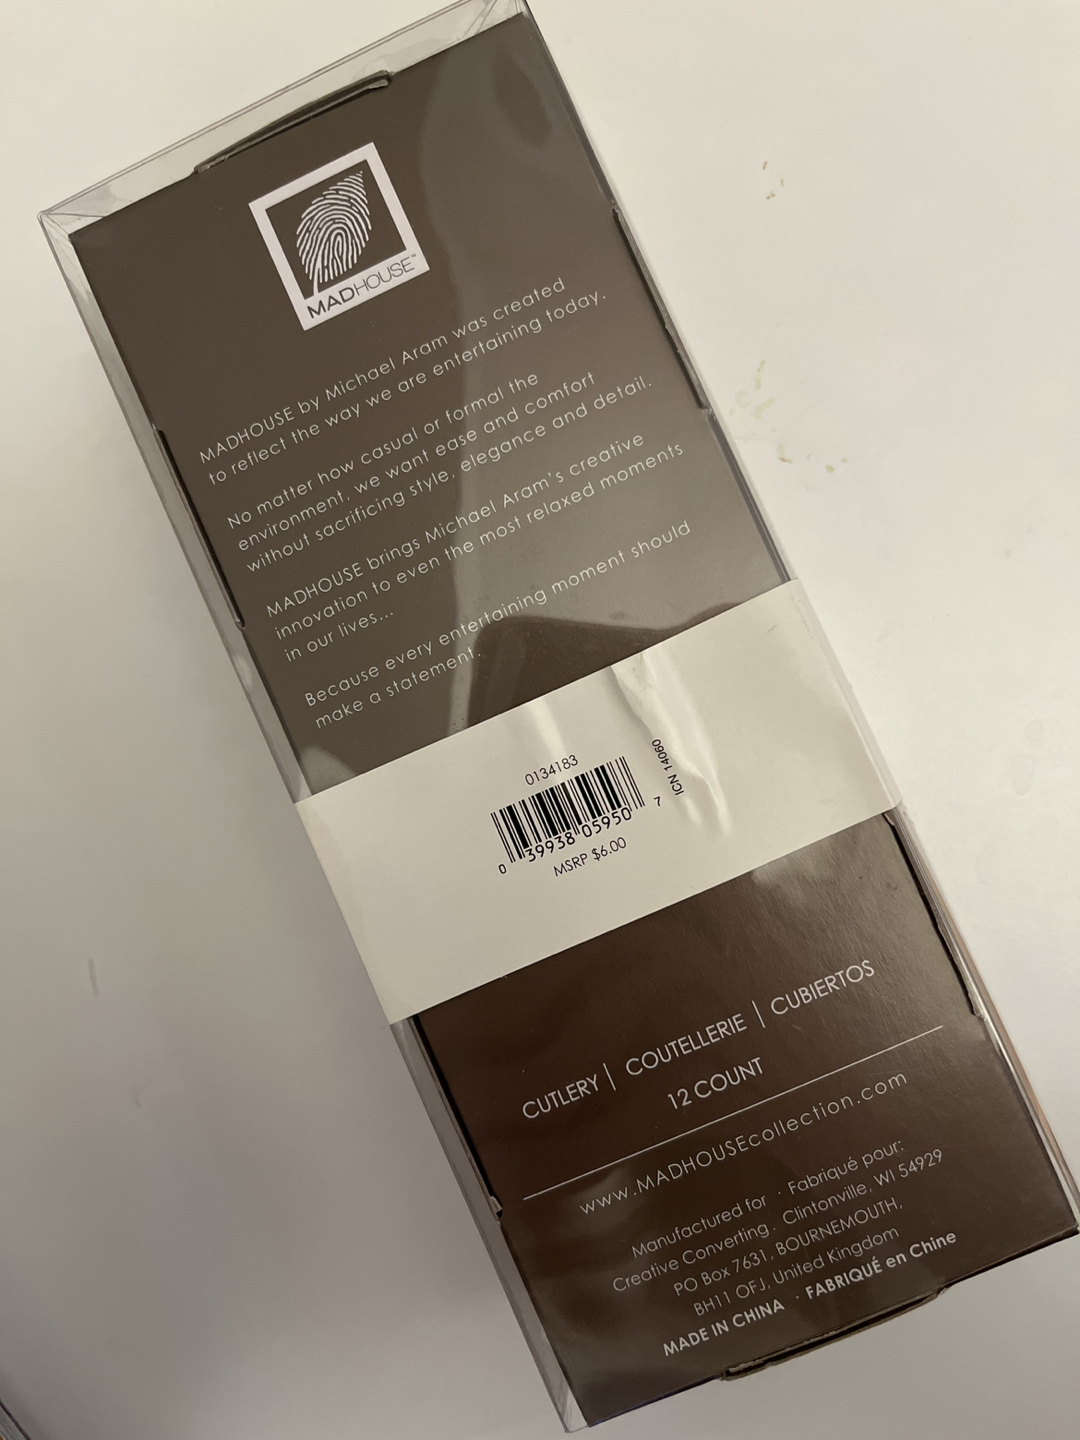 MADHOUSE™
MADHOUSE by Michael Aram was created
to reflect the way we are entertaining today.
No matter how casual or formal the
environment, we want ease and comfort
without sacrificing style, elegance and detail.
MADHOUSE brings Michael Aram's creative
innovation to even the most relaxed moments
in our lives...
Because every entertaining moment should
make a statement.
0134183
0 39938 05950 7
ICN 14060
MSRP $6.00
CUTLERY | COUTELLERIE | CUBIERTOS
12 COUNT
www.MADHOUSEcollection.com
Manufactured for · Fabriqué pour:
Creative Converting. Clintonville, WI 54929
PO Box 7631, BOURNEMOUTH,
BH11 OFJ, United Kingdom
MADE IN CHINA · FABRIQUÉ en Chine